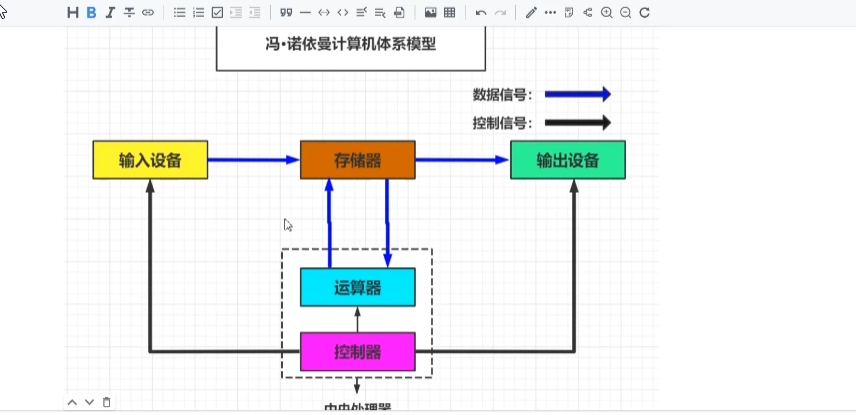 冯•诺依曼计算机体系模型
数据信号：
控制信号：
输入设备
存储器
输出设备
运算器
控制器
中央处理器